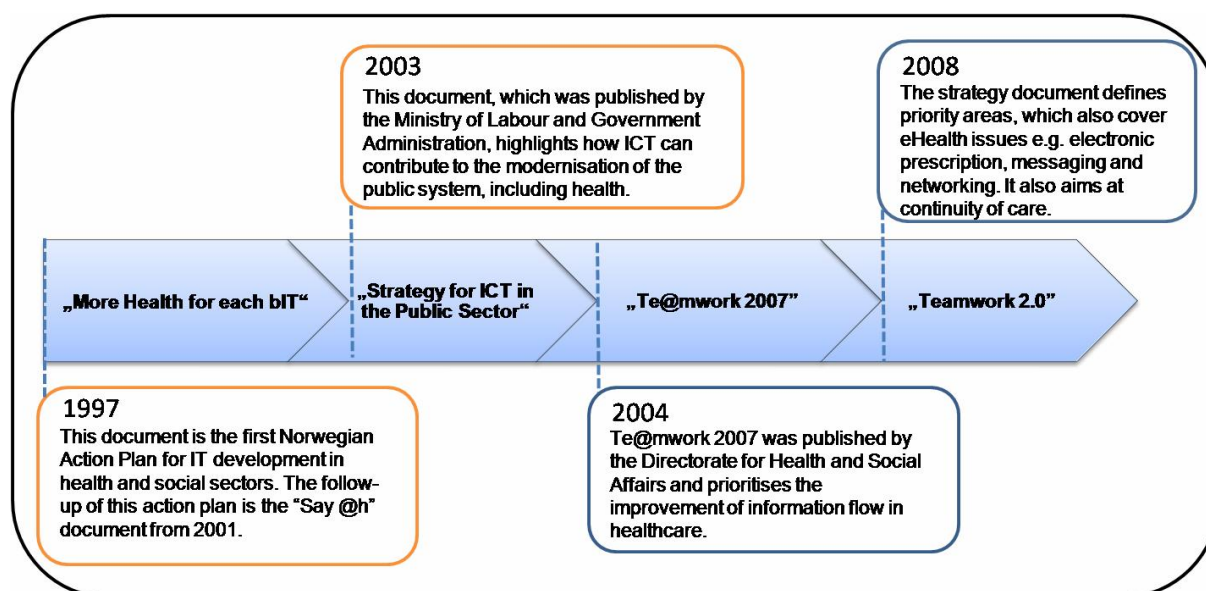 2003
This document, which was published by
the Ministry of Labour and Government
Administration, highlights how ICT can
contribute to the modernisation of the
public system, including health.
2008
The strategy document defines
priority areas, which also cover
eHealth issues e.g. electronic
prescription, messaging and
networking. It also aims at
continuity of care.
„More Health for each bIT“
„Strategy for ICT in
the Public Sector“
„Te@mwork 2007”
„Teamwork 2.0”
1997
This document is the first Norwegian
Action Plan for IT development in
health and social sectors. The follow-
up of this action plan is the “Say @h”
document from 2001.
2004
Te@mwork 2007 was published by
the Directorate for Health and Social
Affairs and prioritises the
improvement of information flow in
healthcare.